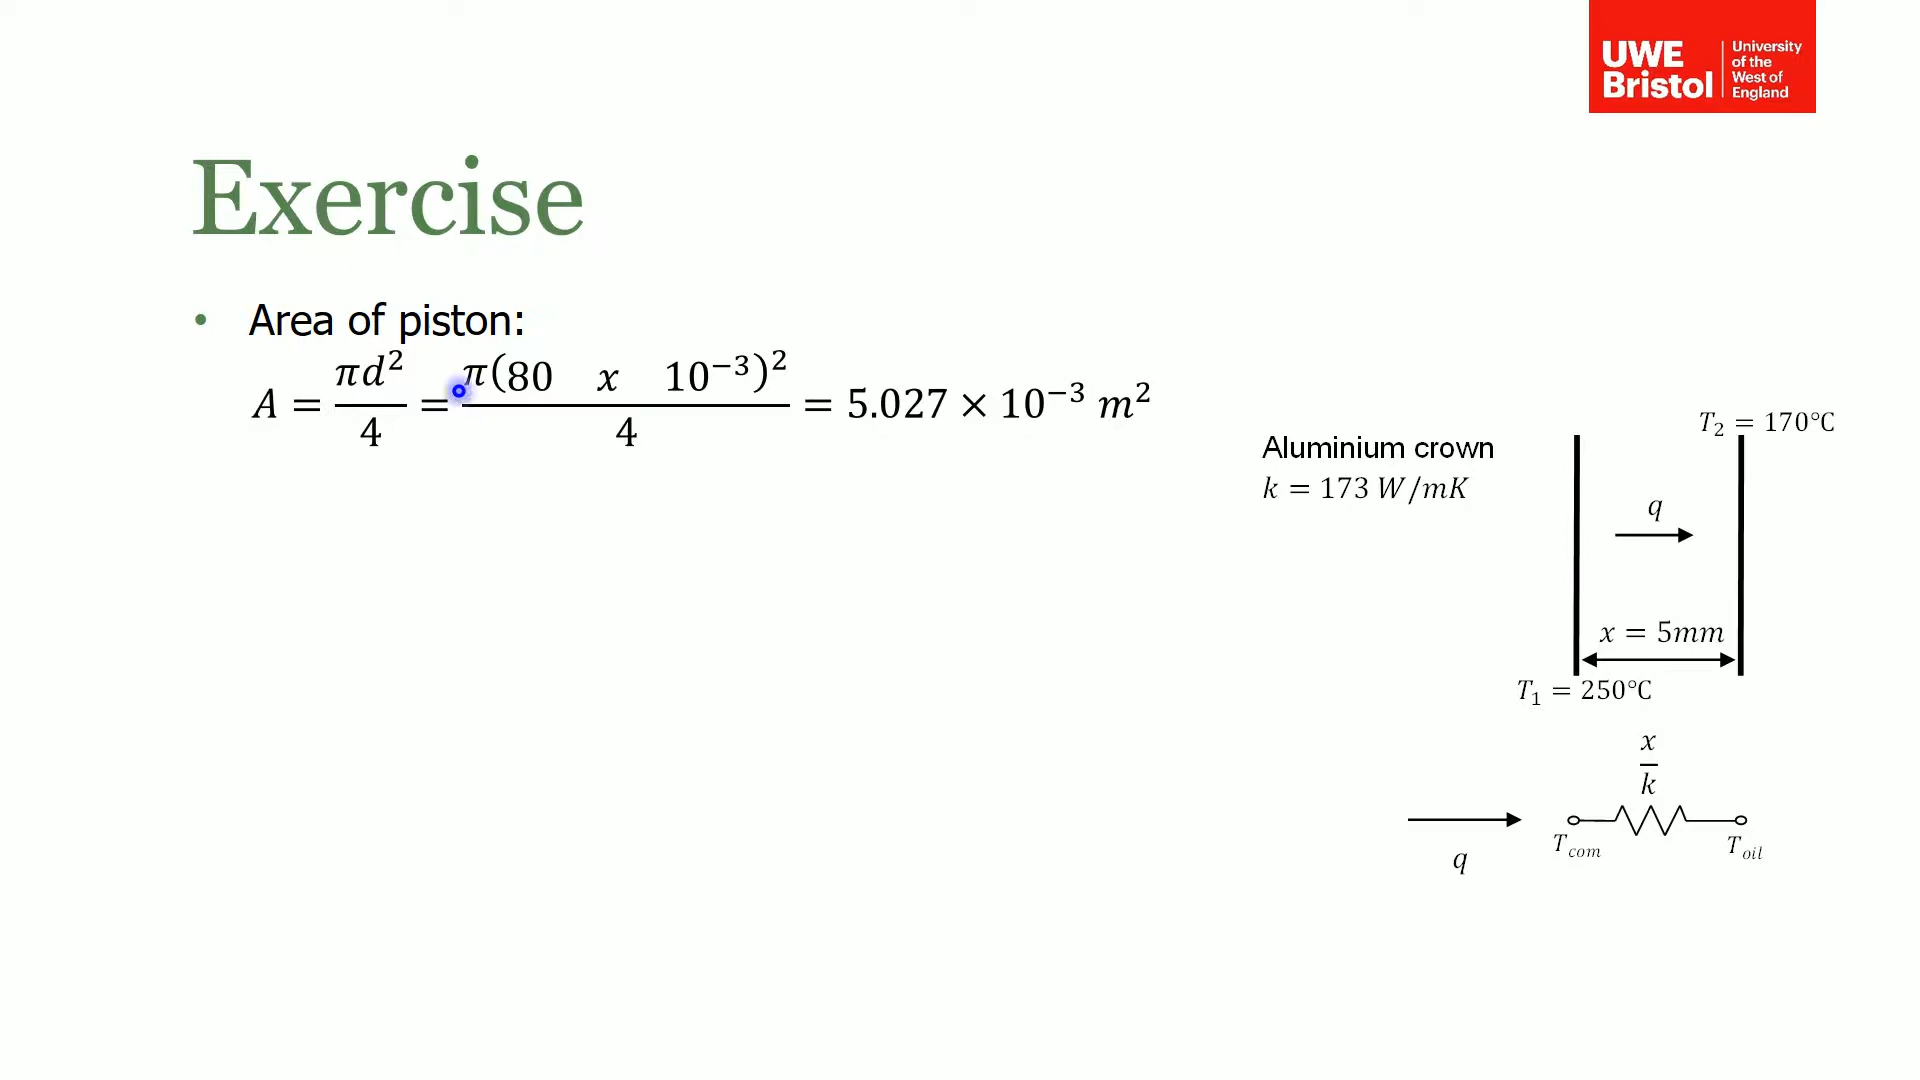 UWE Bristol
University of the West of England
Exercise
• Area of piston:
A = πd²/4 = π(80 x 10⁻³)²/4 = 5.027 × 10⁻³ m²
Aluminium crown
k = 173 W/mK
T₂ = 170°C
q
x = 5mm
T₁ = 250°C
x/k
q
T_com
T_oil